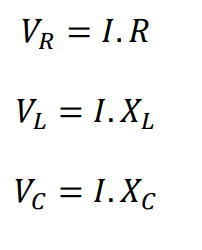 V_R = I.R
V_L = I.X_L
V_C = I.X_C